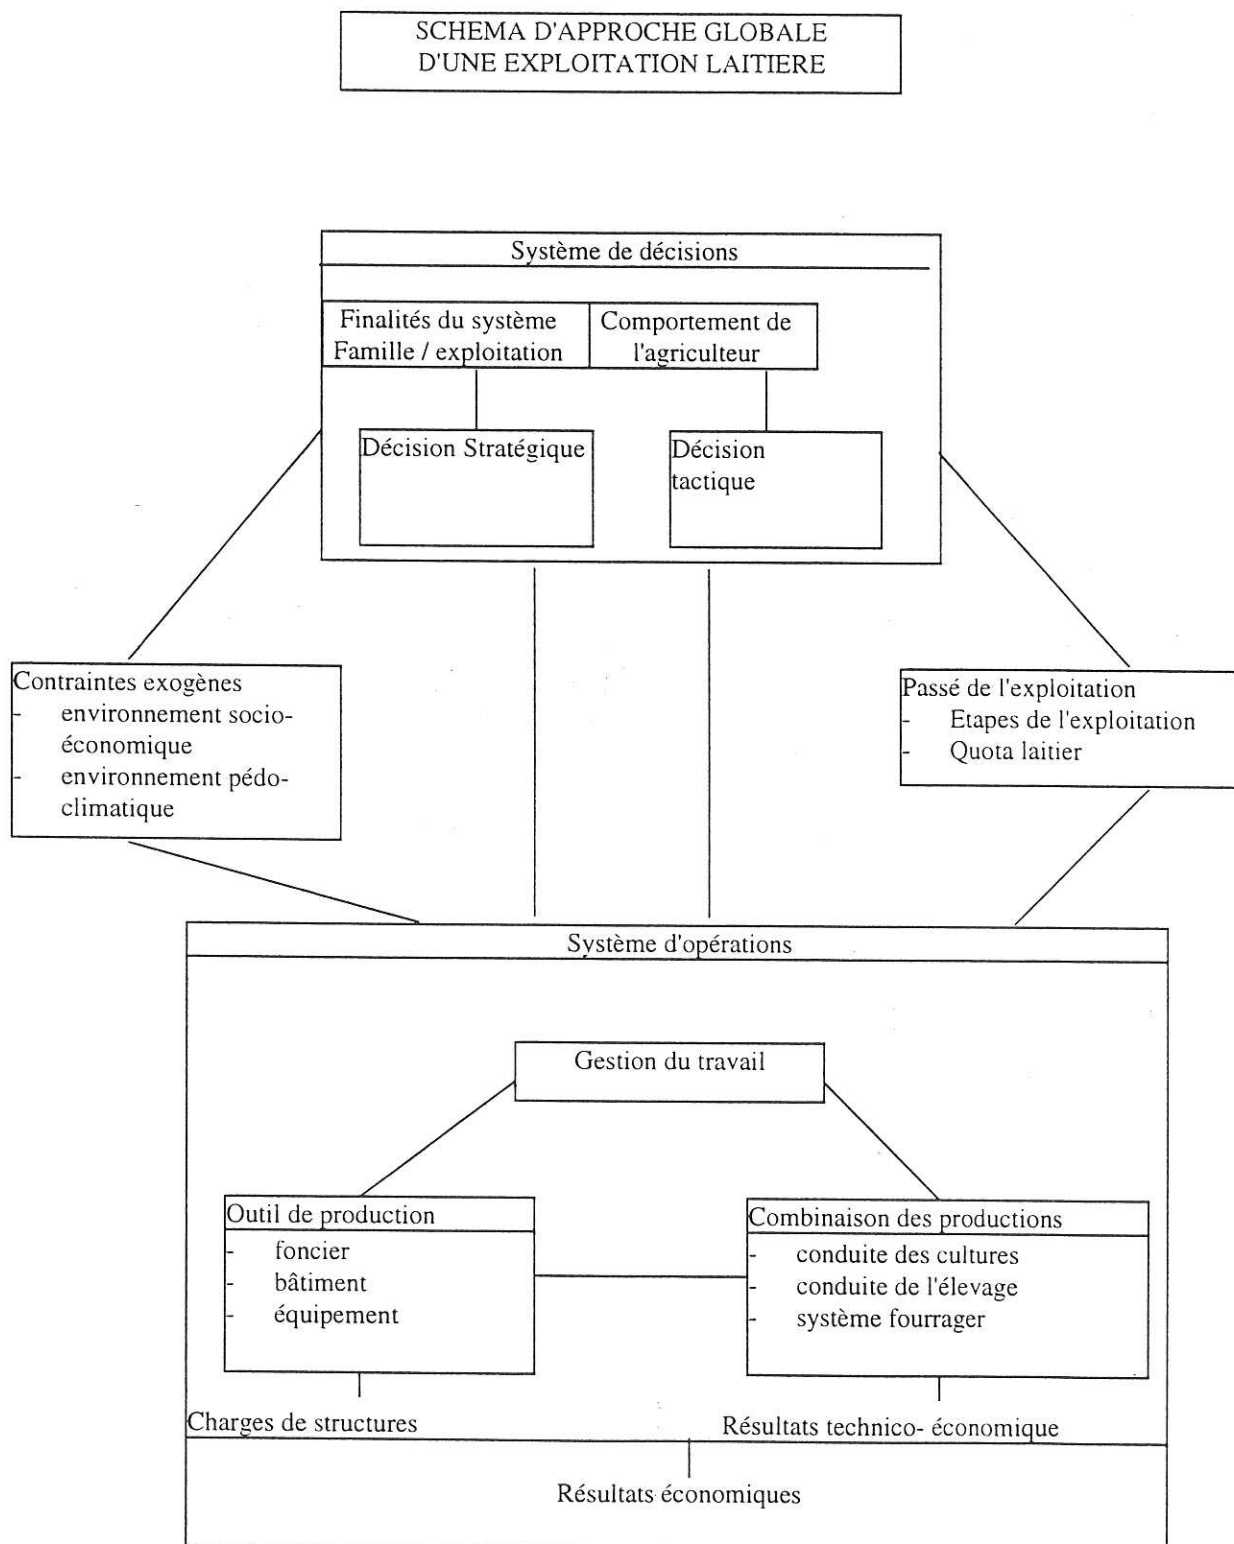 SCHEMA D'APPROCHE GLOBALE
D'UNE EXPLOITATION LAITIERE
Système de décisions
Finalités du système
Famille / exploitation
Comportement de
l'agriculteur
Décision Stratégique
Décision
tactique
Contraintes exogènes
- environnement socio-
économique
- environnement pédo-
climatique
Passé de l'exploitation
- Etapes de l'exploitation
- Quota laitier
Système d'opérations
Gestion du travail
Outil de production
- foncier
- bâtiment
- équipement
Combinaison des productions
- conduite des cultures
- conduite de l'élevage
- système fourrager
Charges de structures
Résultats technico- économique
Résultats économiques